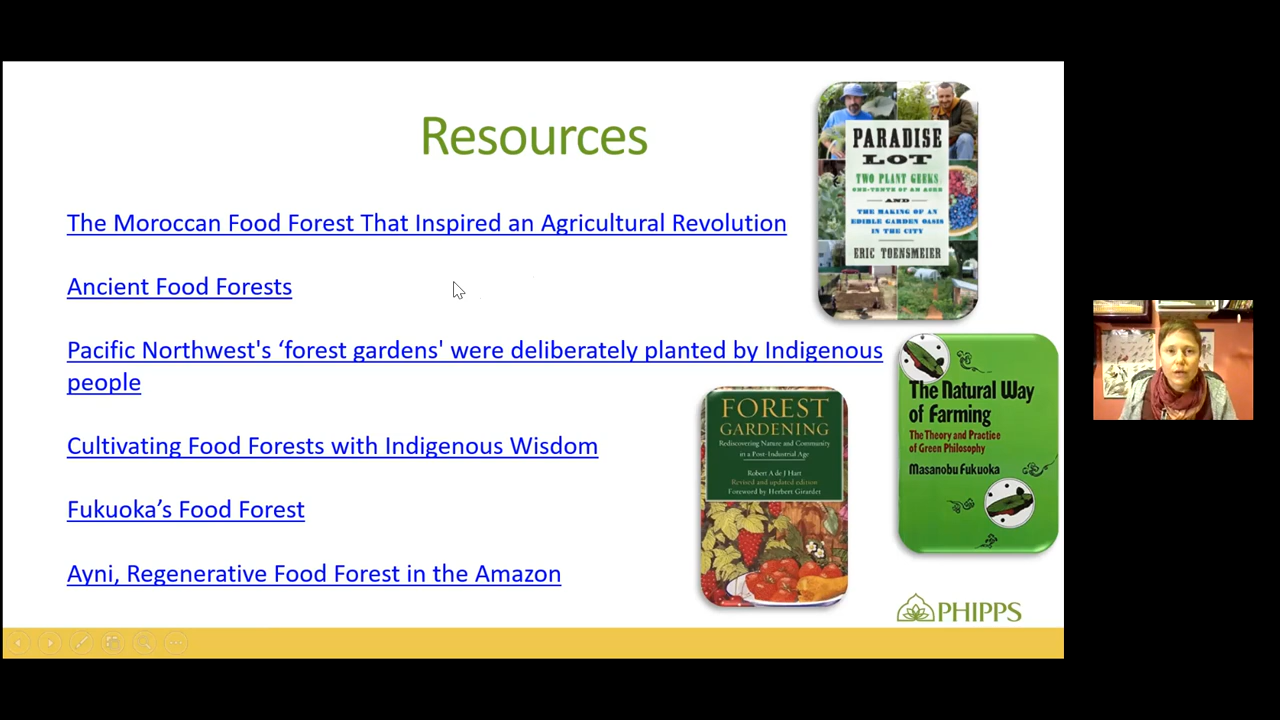 Resources
The Moroccan Food Forest That Inspired an Agricultural Revolution
Ancient Food Forests
Pacific Northwest's ‘forest gardens' were deliberately planted by Indigenous
people
Cultivating Food Forests with Indigenous Wisdom
Fukuoka’s Food Forest
Ayni, Regenerative Food Forest in the Amazon
PARADISE
LOT
TWO PLANT GEEKS,
ONE-TENTH OF AN ACRE
AND
THE MAKING OF AN
EDIBLE GARDEN OASIS
IN THE CITY
ERIC TOENSMEIER
The Natural Way
of Farming
The Theory and Practice
of Green Philosophy
Masanobu Fukuoka
FOREST
GARDENING
Rediscovering Nature and Community
in a Post-Industrial Age
Robert A de J Hart
Revised and updated edition
Foreword by Herbert Girardet
PHIPPS